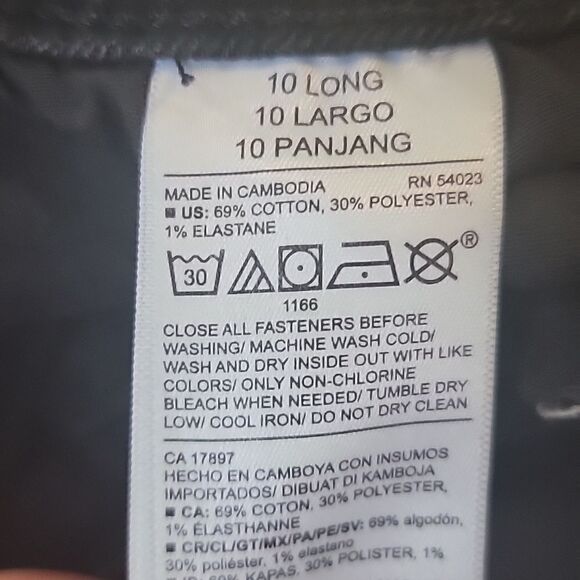 10 LONG
10 LARGO
10 PANJANG
MADE IN CAMBODIA RN 54023
■ US: 69% COTTON, 30% POLYESTER,
1% ELASTANE
30 ®
1166
CLOSE ALL FASTENERS BEFORE
WASHING/ MACHINE WASH COLD/
WASH AND DRY INSIDE OUT WITH LIKE
COLORS/ ONLY NON-CHLORINE
BLEACH WHEN NEEDED/ TUMBLE DRY
LOW/ COOL IRON/ DO NOT DRY CLEAN
CA 17897
HECHO EN CAMBOYA CON INSUMOS
IMPORTADOS/ DIBUAT DI KAMBOJA
■ CA: 69% COTON, 30% POLYESTER,
1% ÉLASTHANNE
■ CR/CL/GT/MX/PA/PE/SV: 69% algodón,
30% poliéster, 1% elastano
KAPAS, 30% POLISTER, 1%